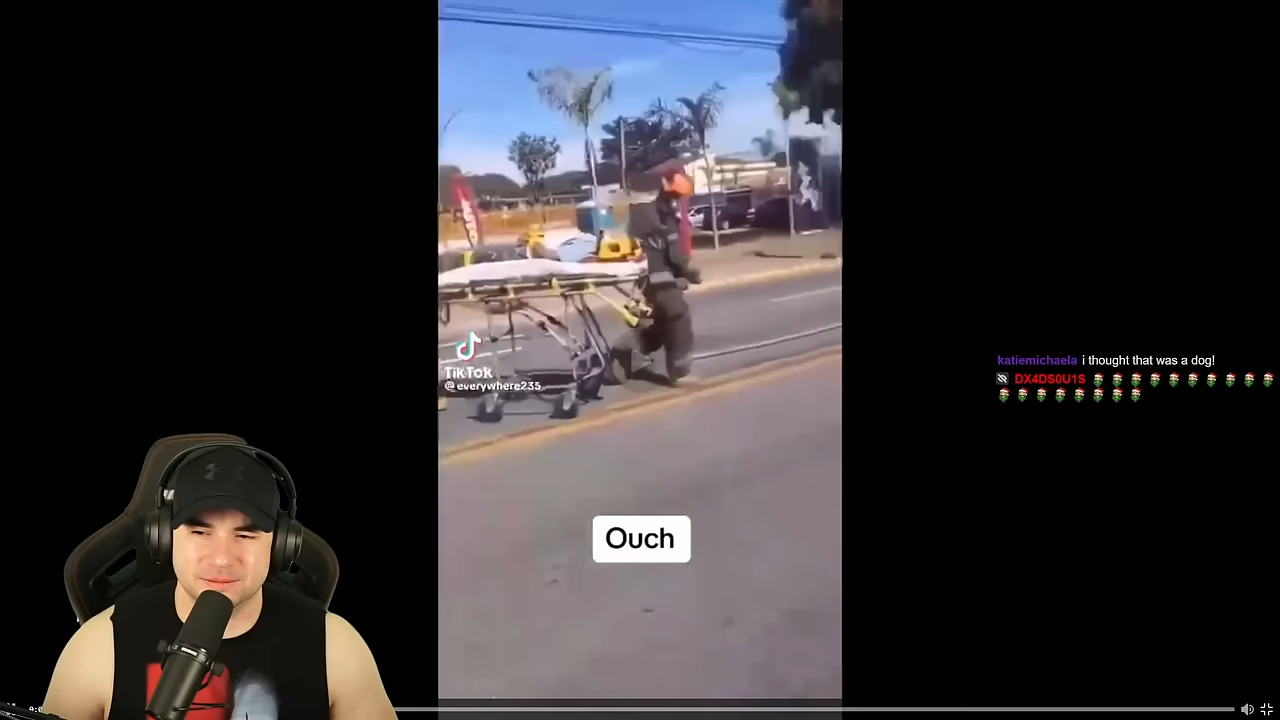 TikTok
@everywhere235
Ouch
katiemichaela i thought that was a dog!
DX4DS0U1S